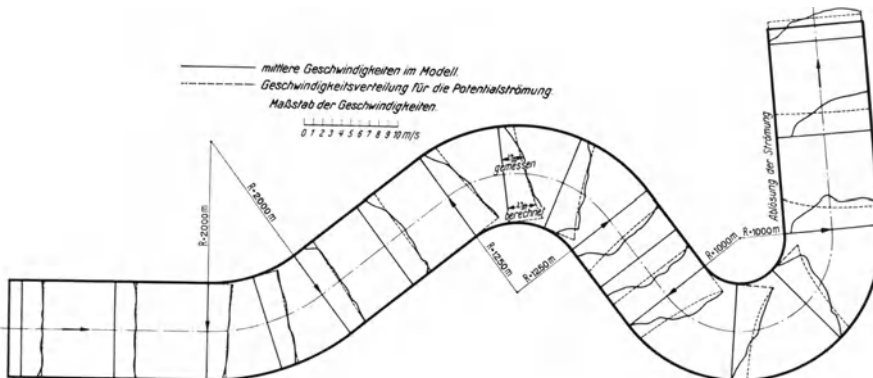 mittlere Geschwindigkeiten im Modell.
Geschwindigkeitsverteilung für die Potentialströmung.
Maßstab der Geschwindigkeiten.
0 1 2 3 4 5 6 7 8 9 10 m/s
gemessen
berechnet
R=2000m
R=2000m
R=1250m
R=1250m
R=1000m
R=1000m
Ablösung der Strömung